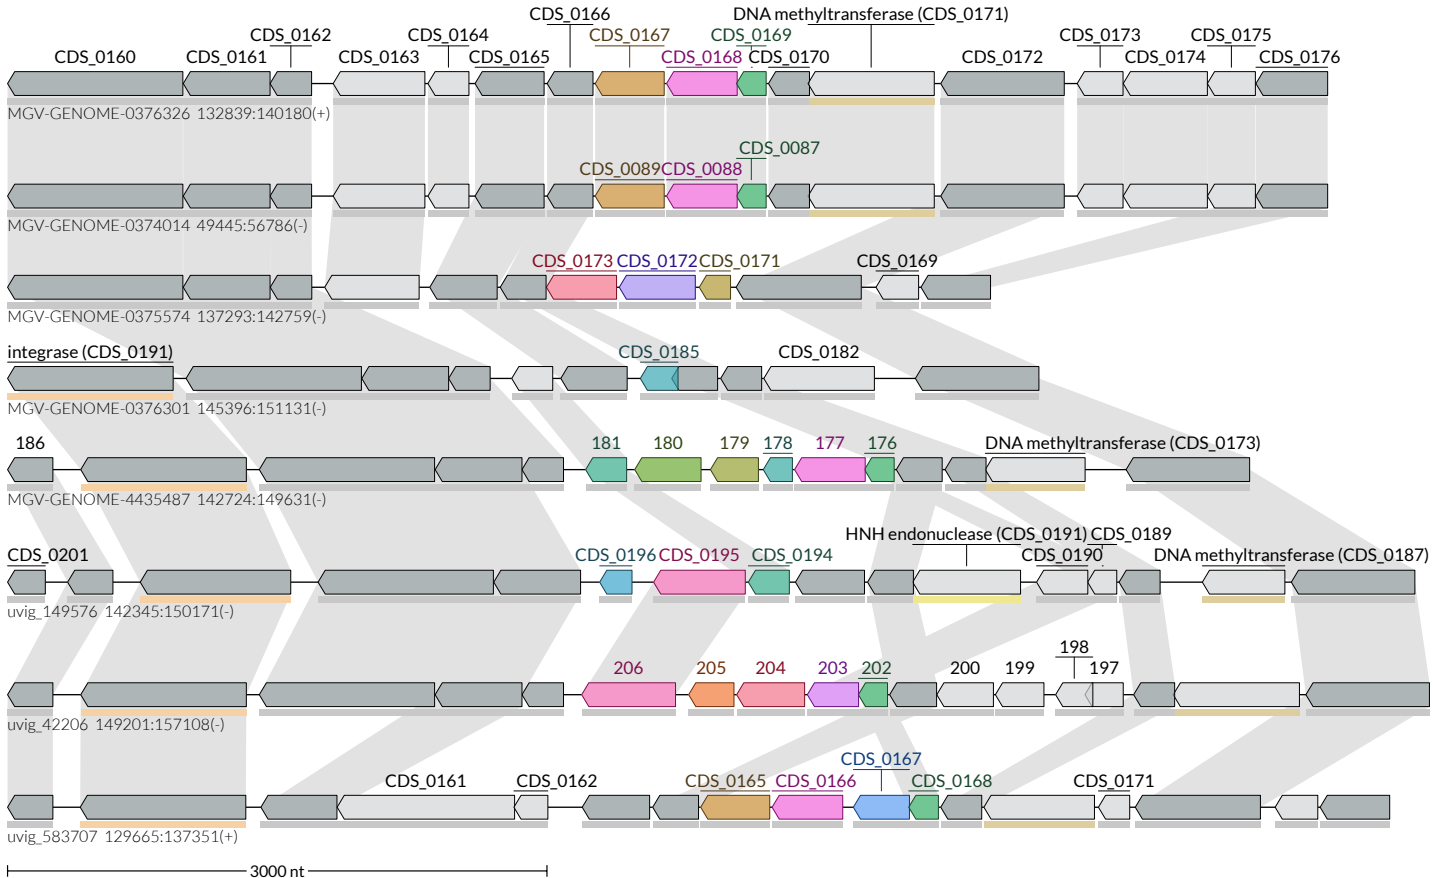 CDS_0166 DNA methyltransferase (CDS_0171)
CDS_0162 CDS_0164 CDS_0167 CDS_0169 CDS_0173 CDS_0175
CDS_0160 CDS_0161 CDS_0163 CDS_0165 CDS_0168 CDS_0170 CDS_0172 CDS_0174 CDS_0176
MGV-GENOME-0376326 132839:140180(+)
CDS_0087
CDS_0089 CDS_0088
MGV-GENOME-0374014 49445:56786(-)
CDS_0173 CDS_0172 CDS_0171 CDS_0169
MGV-GENOME-0375574 137293:142759(-)
integrase (CDS_0191) CDS_0185 CDS_0182
MGV-GENOME-0376301 145396:151131(-)
186 181 180 179 178 177 176 DNA methyltransferase (CDS_0173)
MGV-GENOME-4435487 142724:149631(-)
HNH endonuclease (CDS_0191) CDS_0189
CDS_0201 CDS_0196 CDS_0195 CDS_0194 CDS_0190 DNA methyltransferase (CDS_0187)
uvig_149576 142345:150171(-)
198
206 205 204 203 202 200 199 197
uvig_42206 149201:157108(-)
CDS_0167
CDS_0161 CDS_0162 CDS_0165 CDS_0166 CDS_0168 CDS_0171
uvig_583707 129665:137351(+)
3000 nt